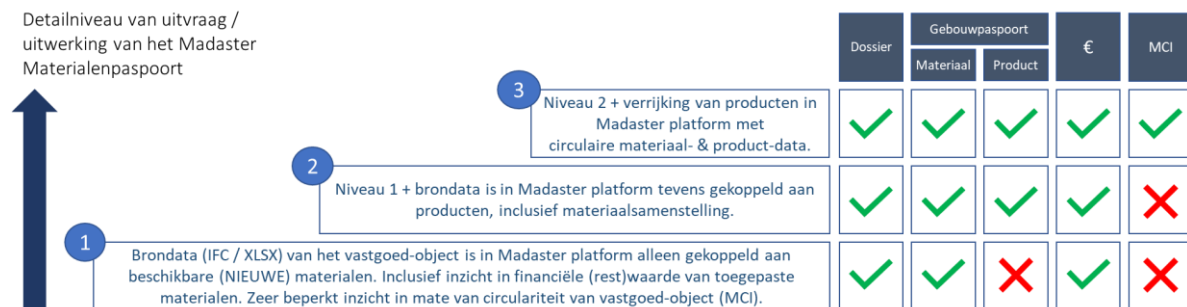 Detailniveau van uitvraag /
uitwerking van het Madaster
Materialenpaspoort
Dossier
Gebouwpaspoort
Materiaal
Product
€
MCI
3
Niveau 2 + verrijking van producten in
Madaster platform met
circulaire materiaal- & product-data.
2
Niveau 1 + brondata is in Madaster platform tevens gekoppeld aan
producten, inclusief materiaalsamenstelling.
1
Brondata (IFC / XLSX) van het vastgoed-object is in Madaster platform alleen gekoppeld aan
beschikbare (NIEUWE) materialen. Inclusief inzicht in financiële (rest)waarde van toegepaste
materialen. Zeer beperkt inzicht in mate van circulariteit van vastgoed-object (MCI).